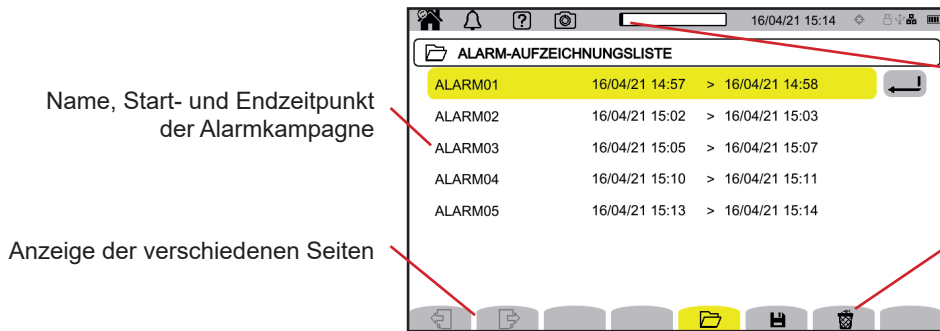 16/04/21 15:14
ALARM-AUFZEICHNUNGSLISTE
ALARM01 16/04/21 14:57 > 16/04/21 14:58
ALARM02 16/04/21 15:02 > 16/04/21 15:03
ALARM03 16/04/21 15:05 > 16/04/21 15:07
ALARM04 16/04/21 15:10 > 16/04/21 15:11
ALARM05 16/04/21 15:13 > 16/04/21 15:14
Name, Start- und Endzeitpunkt
der Alarmkampagne
Anzeige der verschiedenen Seiten